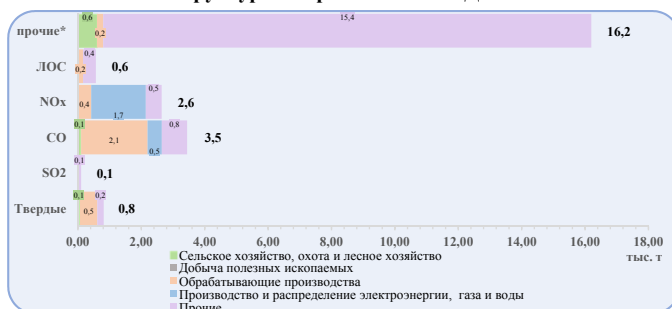 0,6
15,4
прочие*
0,2
16,2
0,4
ЛОС
0,2
0,6
0,5
NOx
0,4
2,6
1,7
0,1
0,8
CO
2,1
3,5
0,5
0,1
SO2
0,1
0,1
0,2
Твердые
0,5
0,8
0,00 2,00 4,00 6,00 8,00 10,00 12,00 14,00 16,00 18,00
тыс. т
Сельское хозяйство, охота и лесное хозяйство
Добыча полезных ископаемых
Обрабатывающие производства
Производство и распределение электроэнергии, газа и воды
Прочие